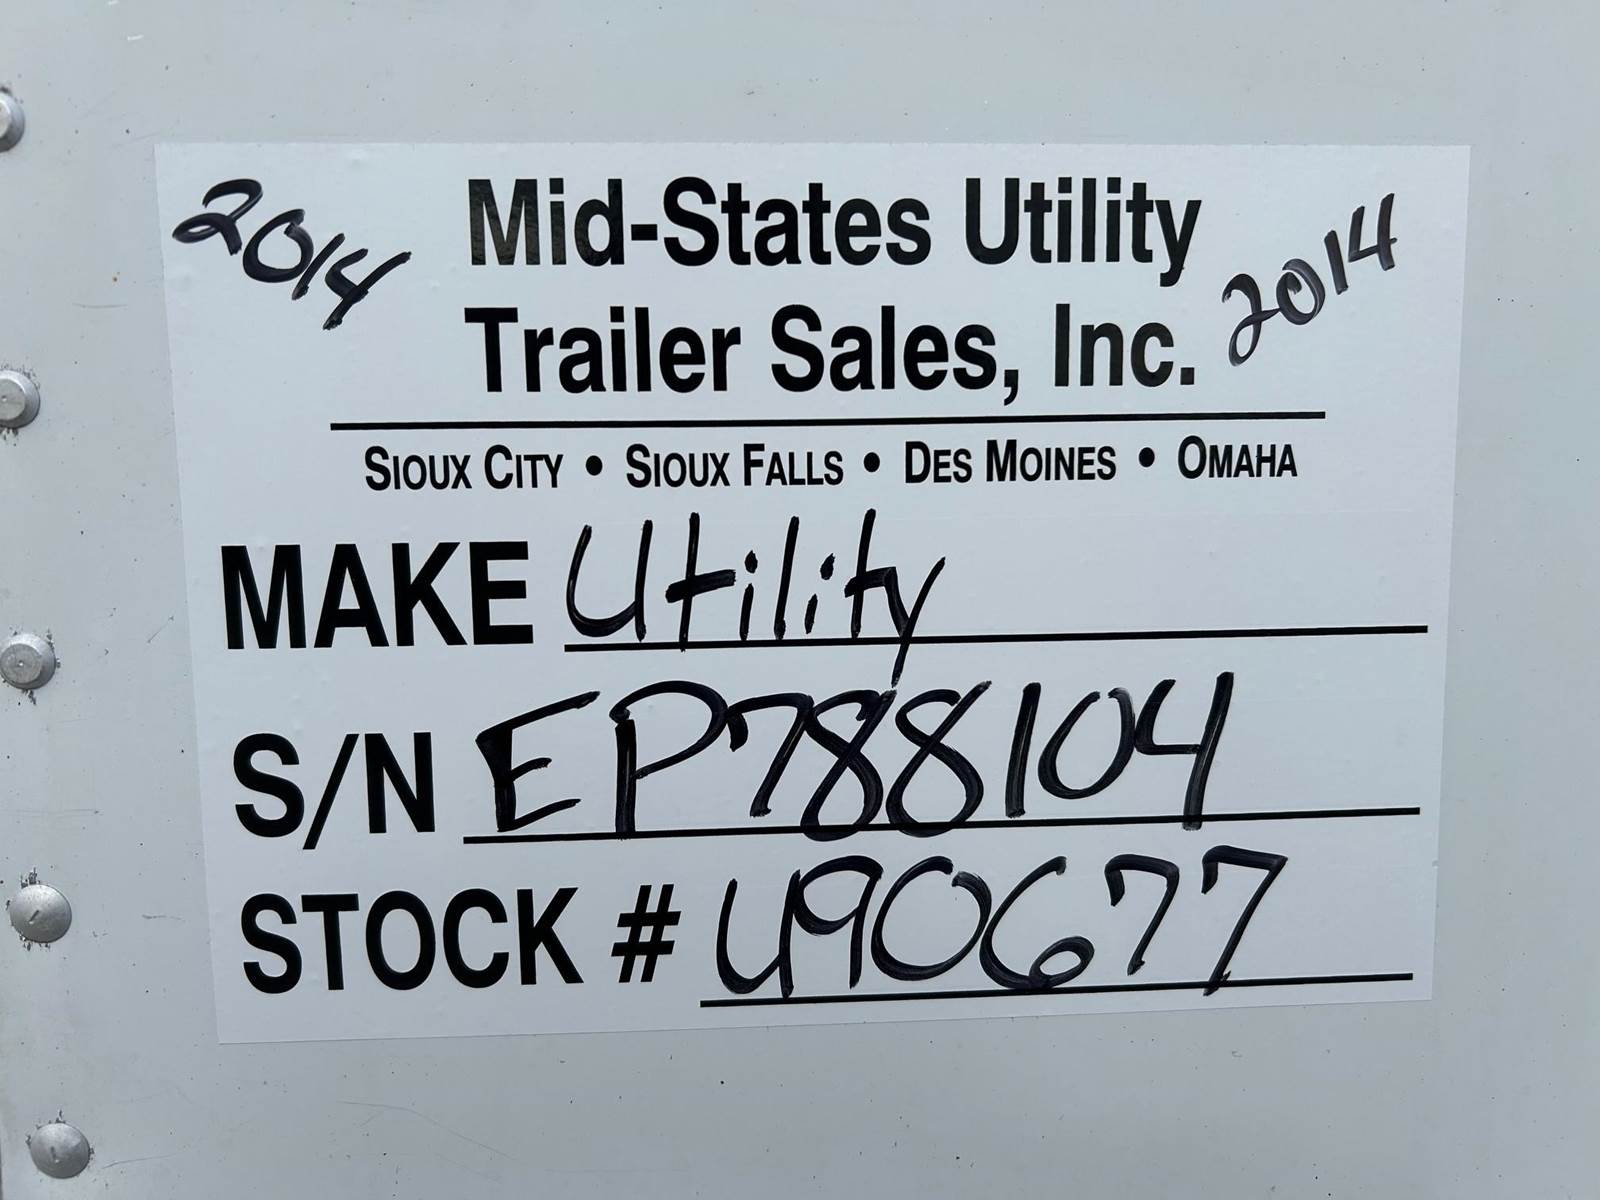 2014
Mid-States Utility
Trailer Sales, Inc.
2014
SIOUX CITY • SIOUX FALLS • DES MOINES • OMAHA
MAKE Utility
S/N EP788104
STOCK # U90677